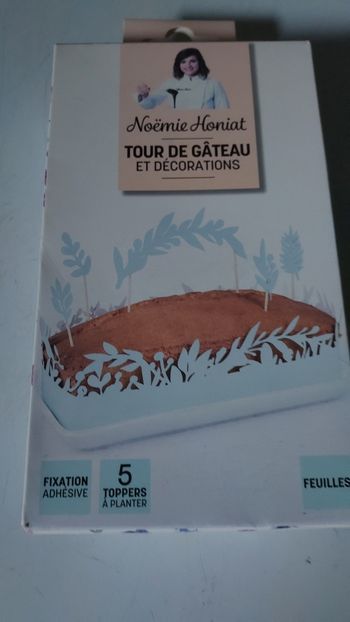 Noëmie Honiat
TOUR DE GÂTEAU
ET DÉCORATIONS
FIXATION
ADHÉSIVE
5
TOPPERS
À PLANTER
FEUILLES